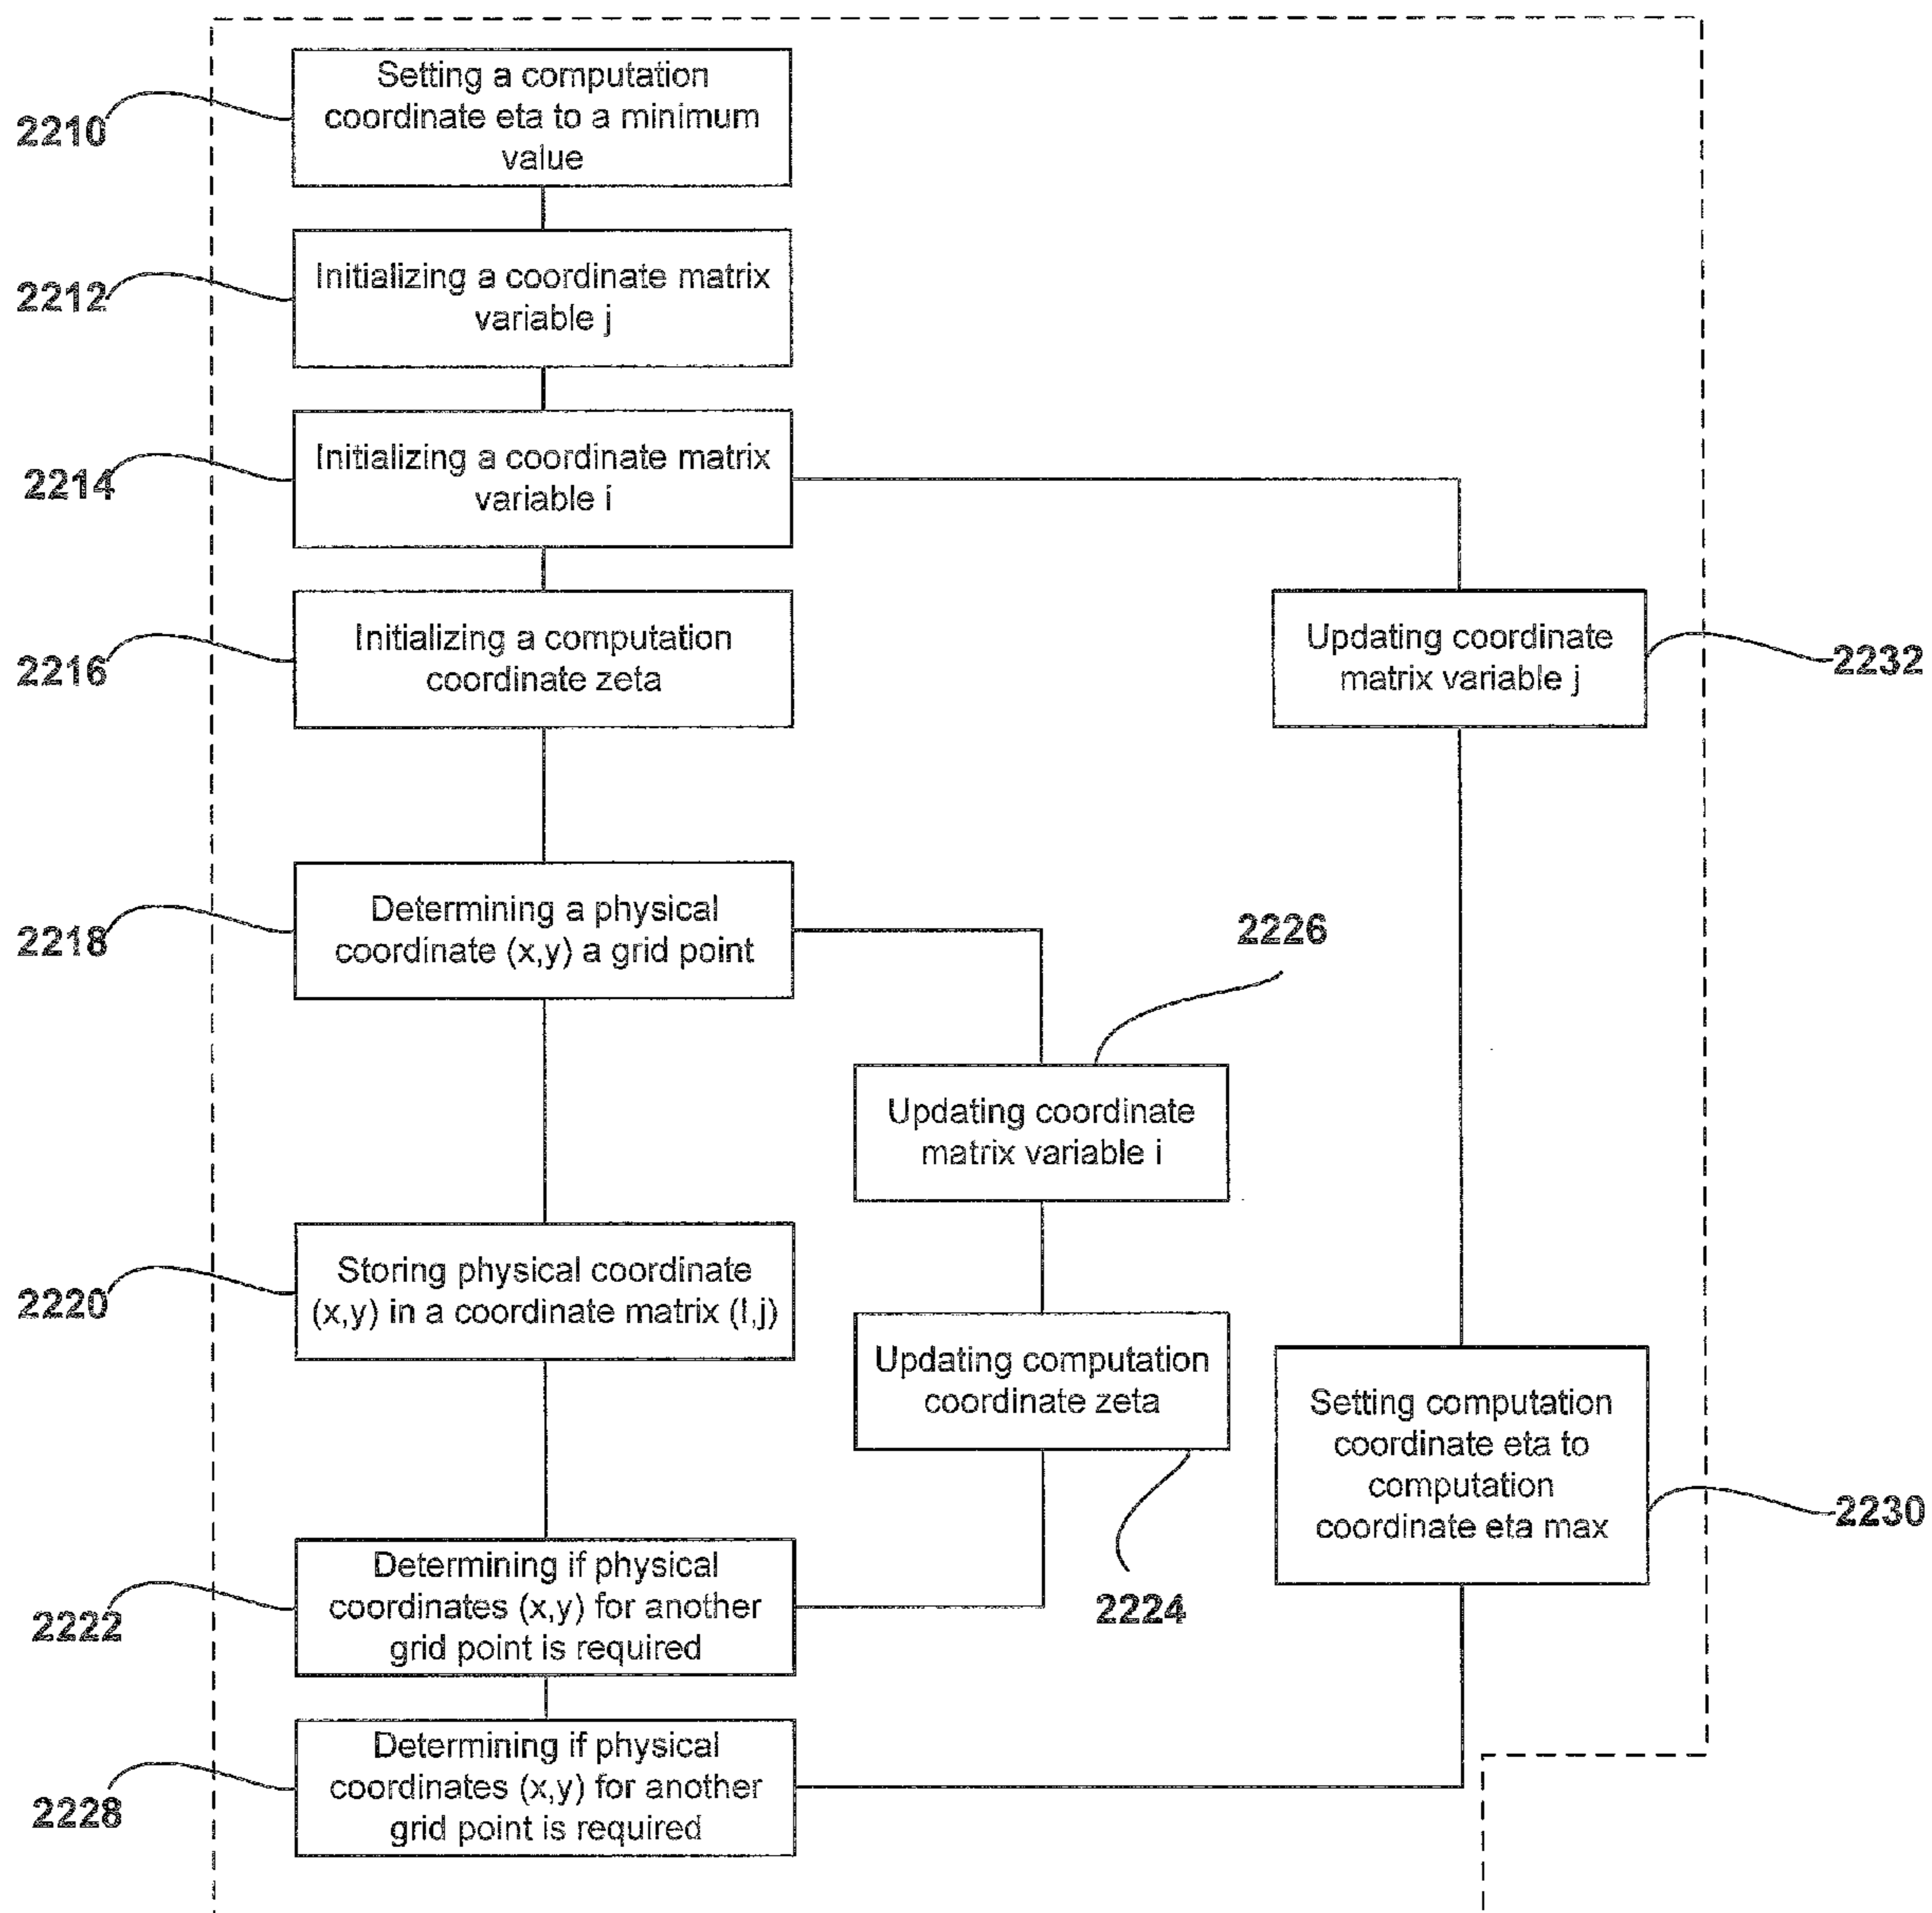 2210
Setting a computation
coordinate eta to a minimum
value
2212
Initializing a coordinate matrix
variable j
2214
Initializing a coordinate matrix
variable i
2216
Initializing a computation
coordinate zeta
Updating coordinate
matrix variable j
2232
2218
Determining a physical
coordinate (x,y) a grid point
2226
Updating coordinate
matrix variable i
2220
Storing physical coordinate
(x,y) in a coordinate matrix (I,j)
Updating computation
coordinate zeta
2224
Setting computation
coordinate eta to
computation
coordinate eta max
2230
2222
Determining if physical
coordinates (x,y) for another
grid point is required
2228
Determining if physical
coordinates (x,y) for another
grid point is required